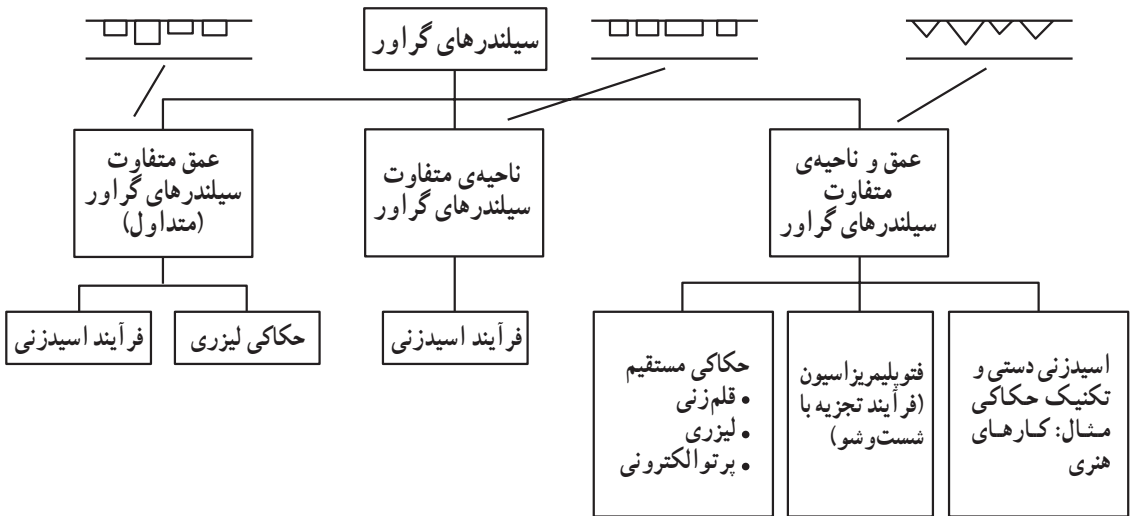 سیلندرهای گراور
عمق و ناحیه‌ی
متفاوت
سیلندرهای گراور
ناحیه‌ی متفاوت
سیلندرهای گراور
عمق متفاوت
سیلندرهای گراور
(متداول)
اسیدزنی دستی و
تکنیک حکاکی
مثال: کارهای
هنری
فتوپلیمریزاسیون
(فرآیند تجزیه با
شست‌وشو)
حکاکی مستقیم
• قلم‌زنی
• لیزری
• پرتو الکترونی
فرآیند اسیدزنی
حکاکی لیزری
فرآیند اسیدزنی